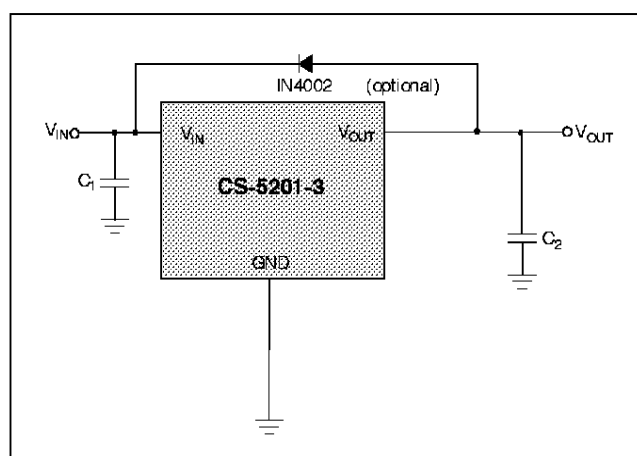 IN4002 (optional)
VIN VIN VOUT VOUT
C1 CS-5201-3
C2
GND